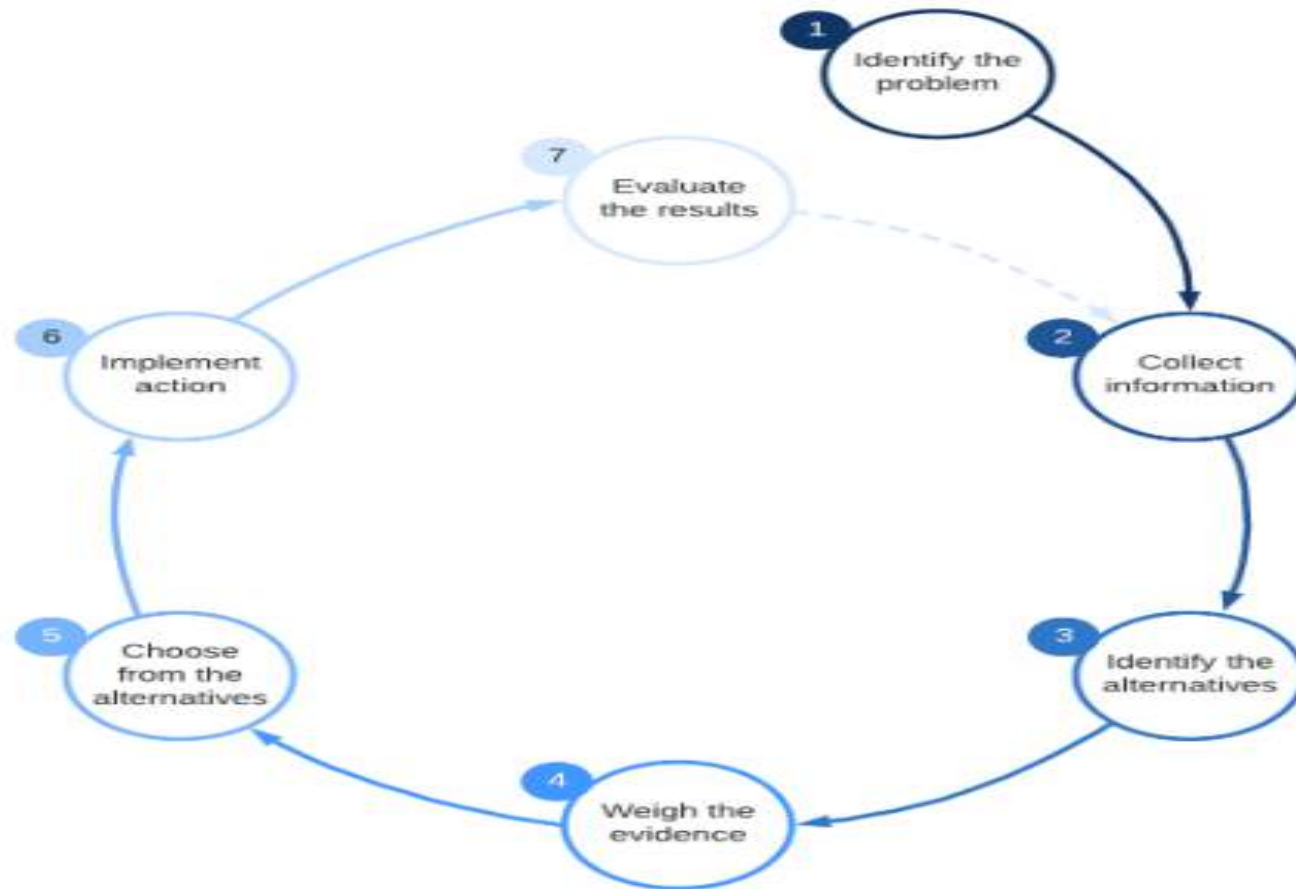 1
Identify the
problem
2
Collect
information
3
Identify the
alternatives
4
Weigh the
evidence
5
Choose
from the
alternatives
6
Implement
action
7
Evaluate
the results